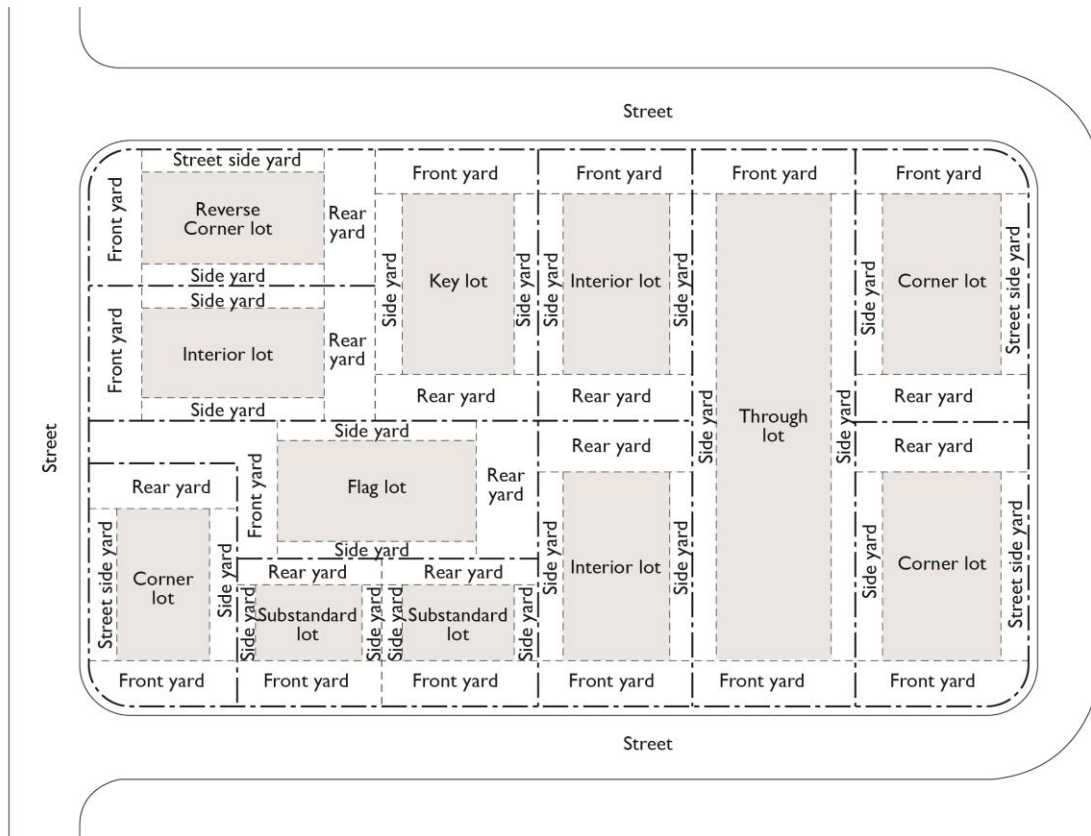 Street
Street side yard
Front yard
Reverse
Corner lot
Rear
yard
Side yard
Front yard
Side yard
Key lot
Side yard
Rear yard
Front yard
Side yard
Interior lot
Side yard
Rear yard
Front yard
Side yard
Through
lot
Side yard
Front yard
Front yard
Side yard
Corner lot
Street side yard
Rear yard
Side yard
Front yard
Interior lot
Rear
yard
Side yard
Street
Side yard
Front yard
Flag lot
Rear
yard
Side yard
Rear yard
Street side yard
Corner
lot
Side yard
Front yard
Rear yard
Side yard
Substandard
lot
Side yard
Front yard
Rear yard
Side yard
Substandard
lot
Side yard
Front yard
Rear yard
Side yard
Interior lot
Side yard
Front yard
Rear yard
Side yard
Corner lot
Street side yard
Front yard
Street